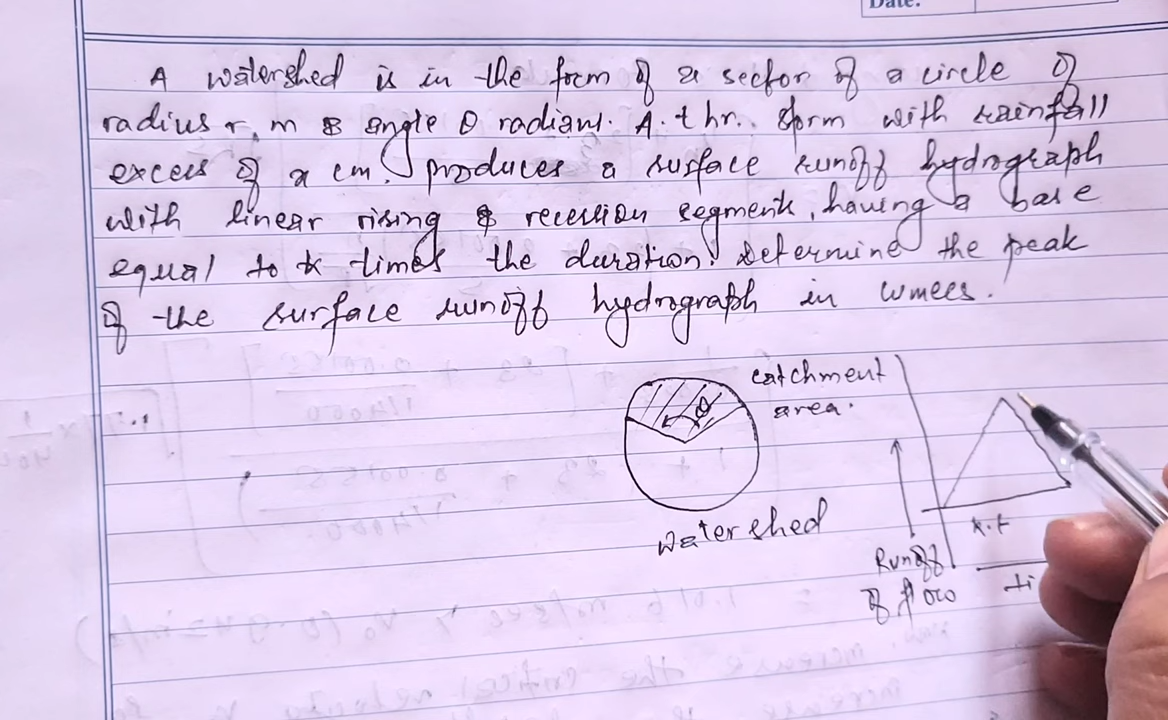 Date:
A watershed is in the form of a sector of a circle of
radius r, m & angle θ radians. A. t hr. storm with rainfall
excess of x cm. produces a surface runoff hydrograph
with linear rising & recession segments, having a base
equal to k times the duration. Determine the peak
of the surface runoff hydrograph in cumecs.
catchment
area.
θ
watershed
k.t
Runoff
ti